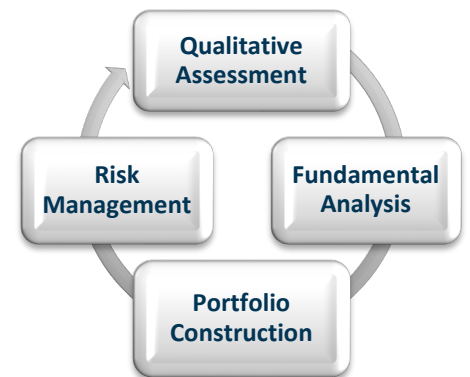 Qualitative
Assessment
Fundamental
Analysis
Portfolio
Construction
Risk
Management